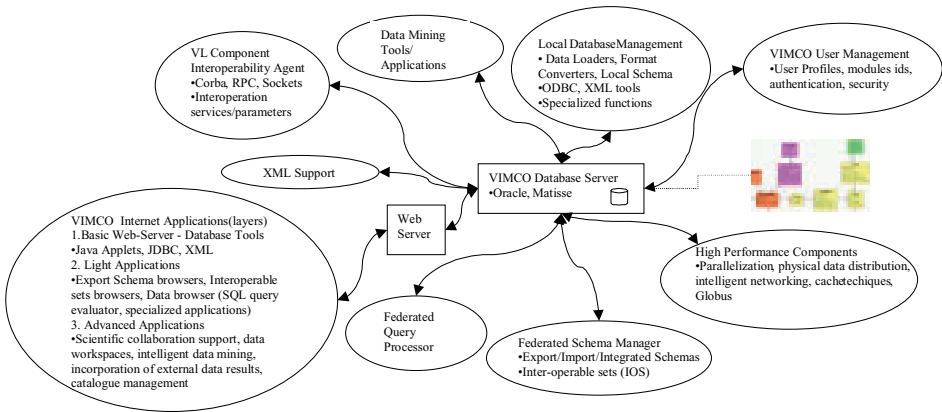 VL Component
Interoperability Agent
•Corba, RPC, Sockets
•Interoperation
services/parameters
Data Mining
Tools/
Applications
Local DatabaseManagement
• Data Loaders, Format
Converters, Local Schema
•ODBC, XML tools
•Specialized functions
VIMCO User Management
•User Profiles, modules ids,
authentication, security
XML Support
VIMCO Database Server
•Oracle, Matisse
Web
Server
VIMCO Internet Applications(layers)
1.Basic Web-Server - Database Tools
•Java Applets, JDBC, XML
2. Light Applications
•Export Schema browsers, Interoperable
sets browsers, Data browser (SQL query
evaluator, specialized applications)
3. Advanced Applications
•Scientific collaboration support, data
workspaces, intelligent data mining,
incorporation of external data results,
catalogue management
Federated
Query
Processor
Federated Schema Manager
•Export/Import/Integrated Schemas
•Inter-operable sets (IOS)
High Performance Components
•Parallelization, physical data distribution,
intelligent networking, cachetechiques,
Globus